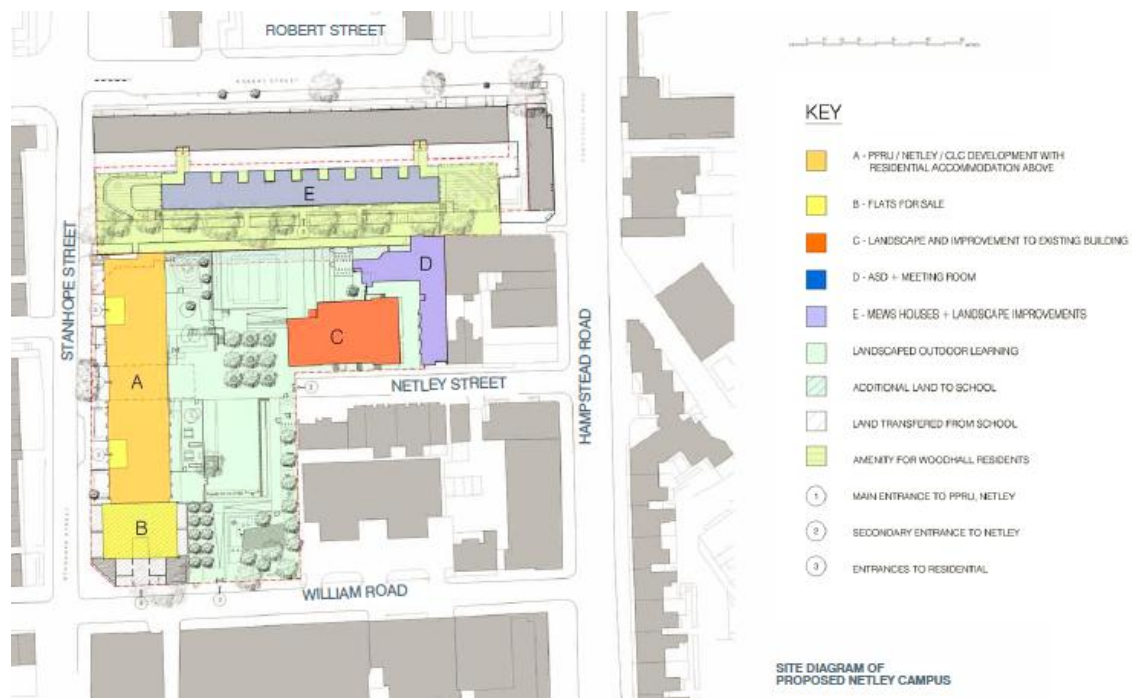 ROBERT STREET
STANHOPE STREET
HAMPSTEAD ROAD
NETLEY STREET
WILLIAM ROAD
E
D
C
A
B
KEY
A - PPRU / NETLEY / CLC DEVELOPMENT WITH
RESIDENTIAL ACCOMMODATION ABOVE
B - FLATS FOR SALE
C - LANDSCAPE AND IMPROVEMENT TO EXISTING BUILDING
D - ASD + MEETING ROOM
E - MEWS HOUSES + LANDSCAPE IMPROVEMENTS
LANDSCAPED OUTDOOR LEARNING
ADDITIONAL LAND TO SCHOOL
LAND TRANSFERED FROM SCHOOL
AMENITY FOR WOODHALL RESIDENTS
1 MAIN ENTRANCE TO PPRU, NETLEY
2 SECONDARY ENTRANCE TO NETLEY
3 ENTRANCES TO RESIDENTIAL
SITE DIAGRAM OF
PROPOSED NETLEY CAMPUS